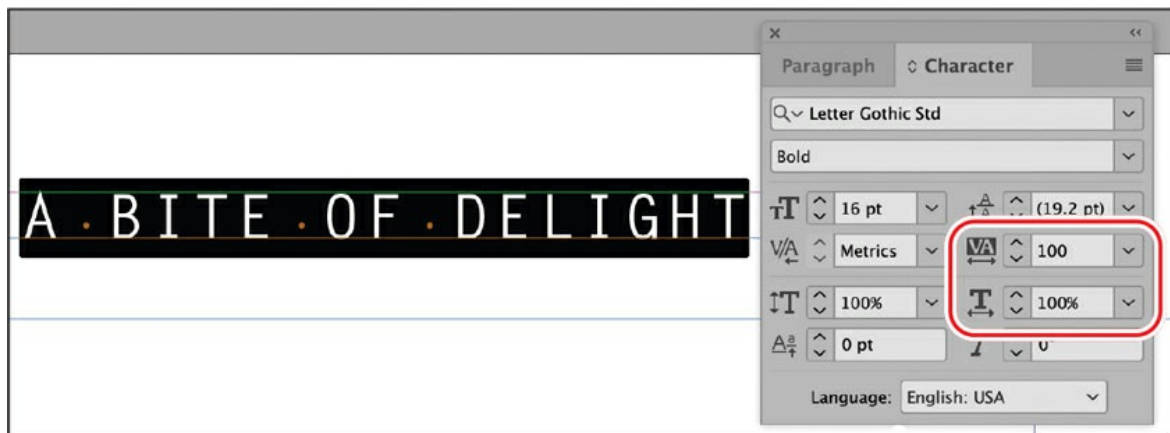 A BITE OF DELIGHT
Paragraph Character
Letter Gothic Std
Bold
16 pt (19.2 pt)
Metrics 100
100% 100%
0 pt 0°
Language: English: USA